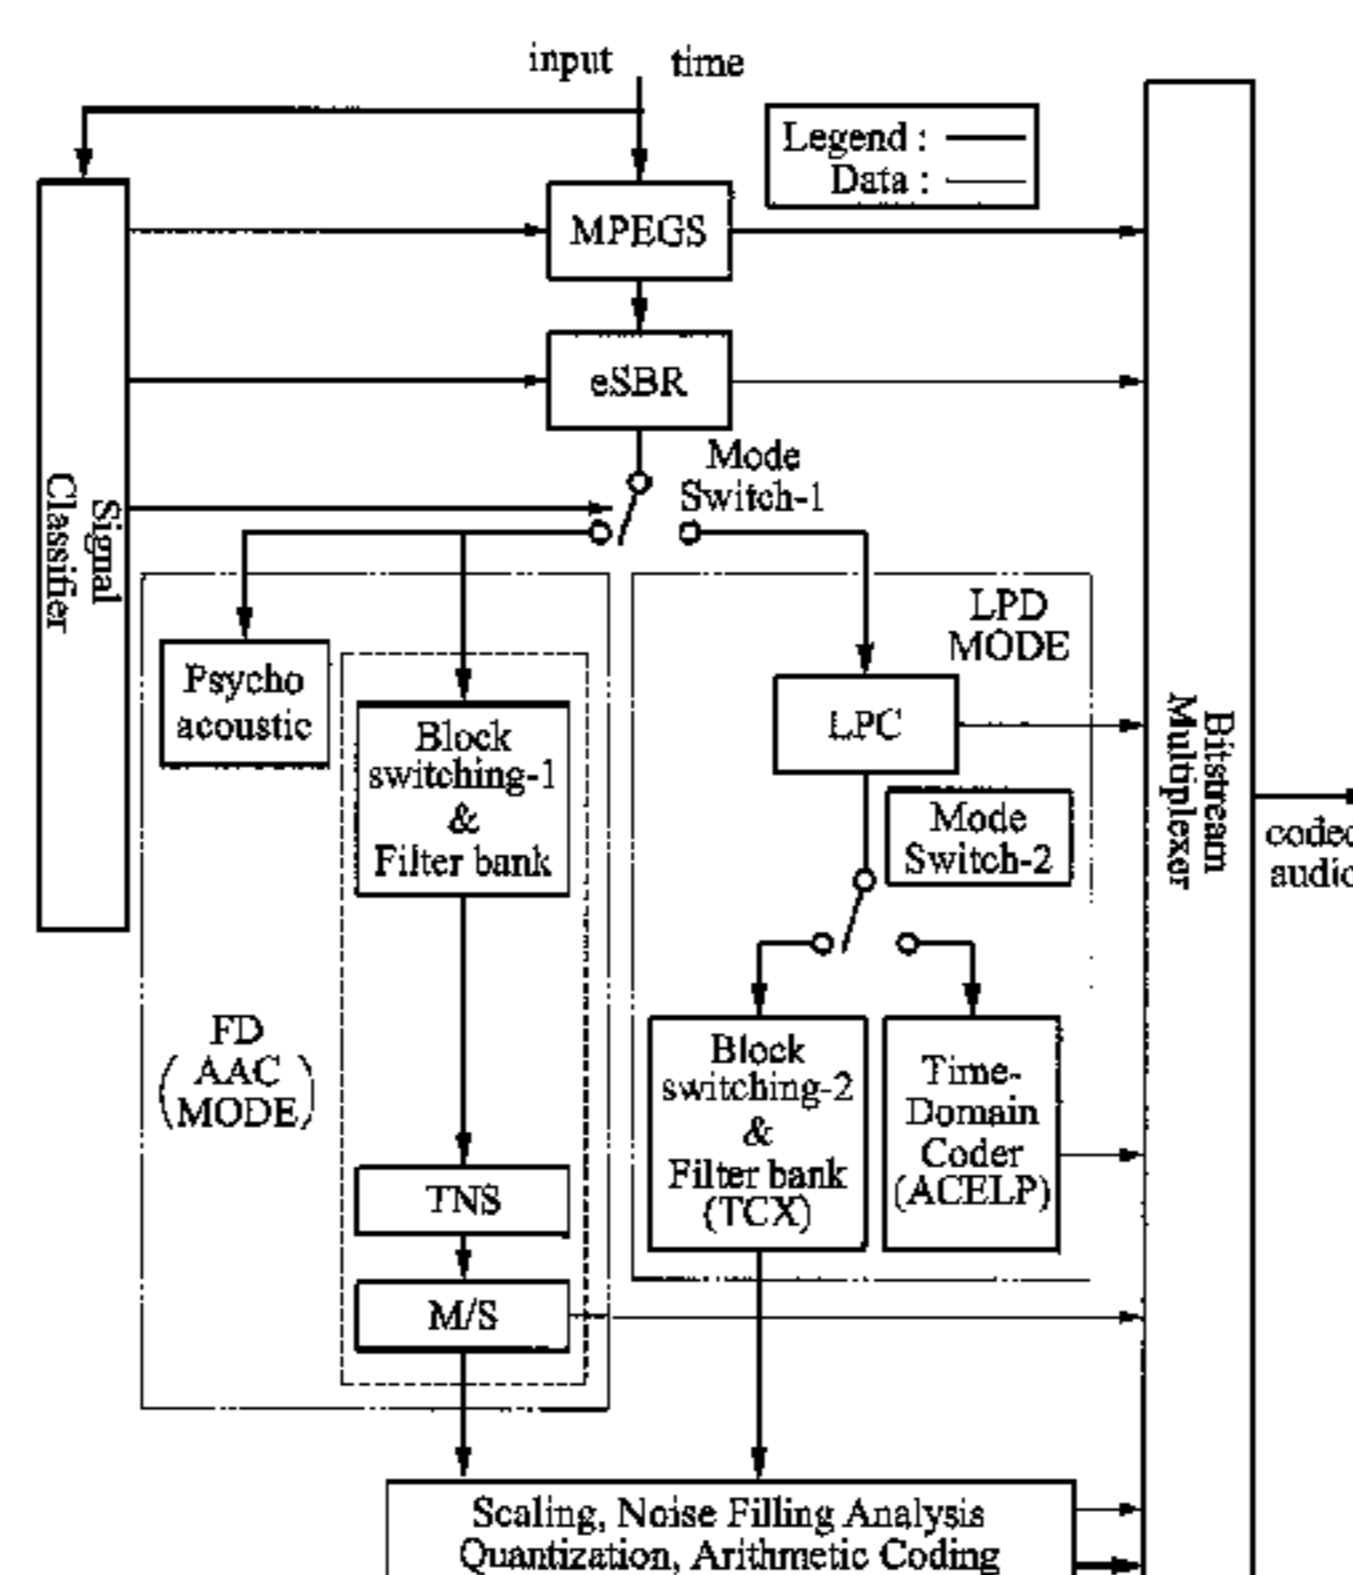 input time
Legend :
Data :
MPEGS
eSBR
Mode
Switch-1
Signal
Classifier
LPD
MODE
Psycho
acoustic
Block
switching-1
&
Filter bank
LPC
Mode
Switch-2
Bitstream
Multiplexer
coded
audio
FD
(AAC
MODE)
Block
switching-2
&
Filter bank
(TCX)
Time-
Domain
Coder
(ACELP)
TNS
M/S
Scaling, Noise Filling Analysis
Quantization, Arithmetic Coding